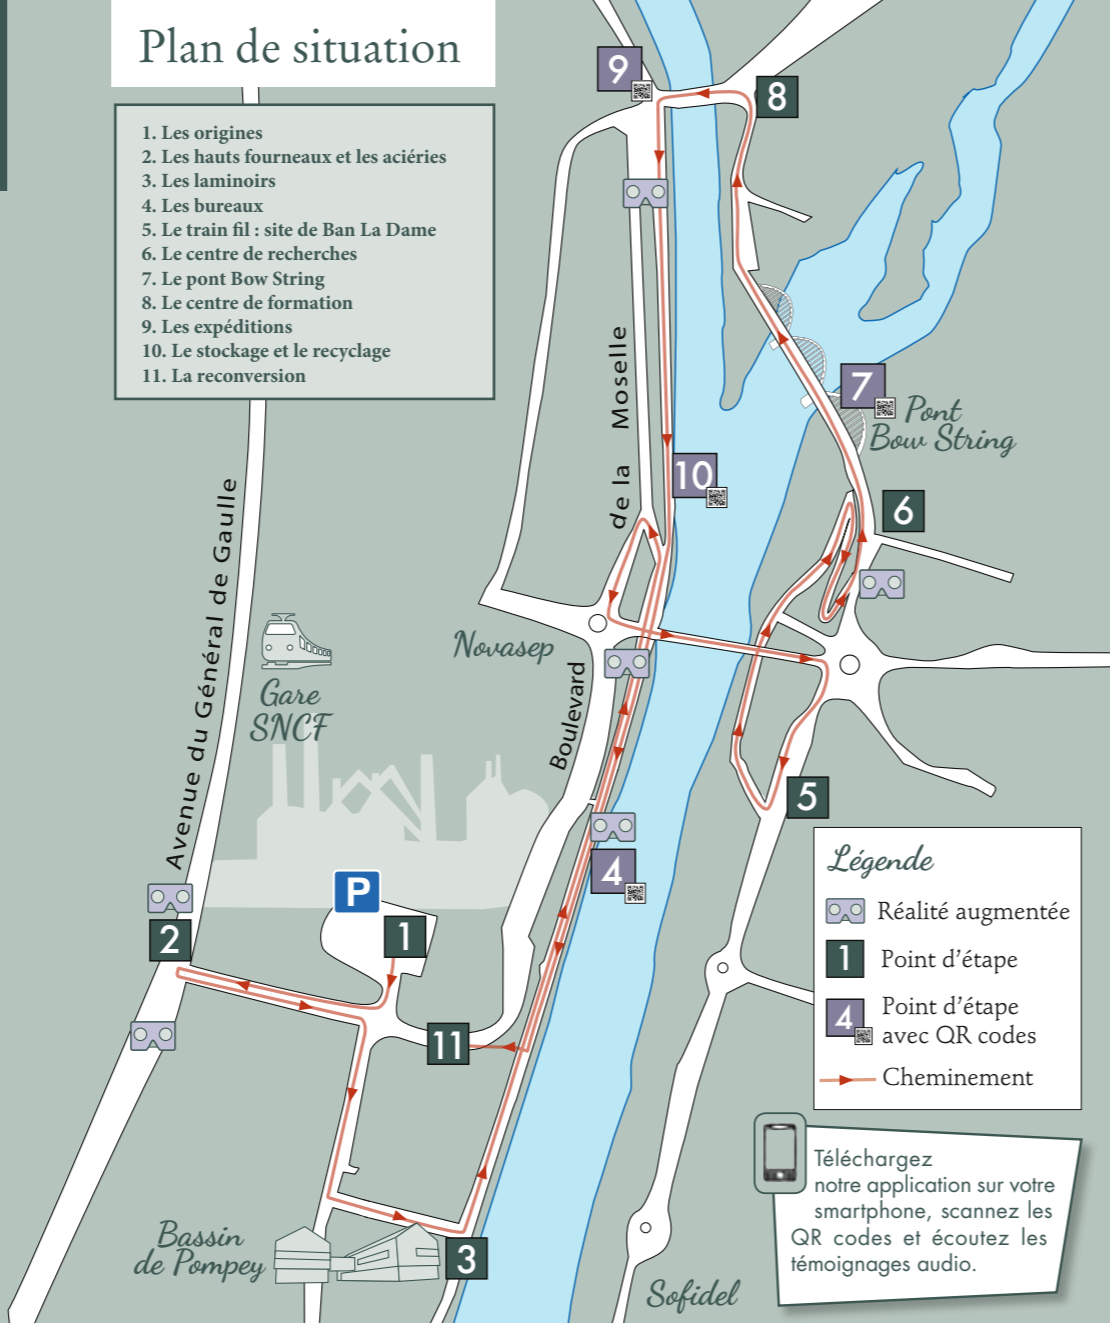 Plan de situation
1. Les origines
2. Les hauts fourneaux et les aciéries
3. Les laminoirs
4. Les bureaux
5. Le train fil : site de Ban La Dame
6. Le centre de recherches
7. Le pont Bow String
8. Le centre de formation
9. Les expéditions
10. Le stockage et le recyclage
11. La reconversion
9
8
7
Pont
Bow String
10
6
Boulevard de la Moselle
Avenue du Général de Gaulle
Novasep
Gare
SNCF
5
4
P
1
2
11
3
Bassin
de Pompey
Sofidel
Légende
Réalité augmentée
1 Point d'étape
4 Point d'étape
avec QR codes
Cheminement
Téléchargez
notre application sur votre
smartphone, scannez les
QR codes et écoutez les
témoignages audio.